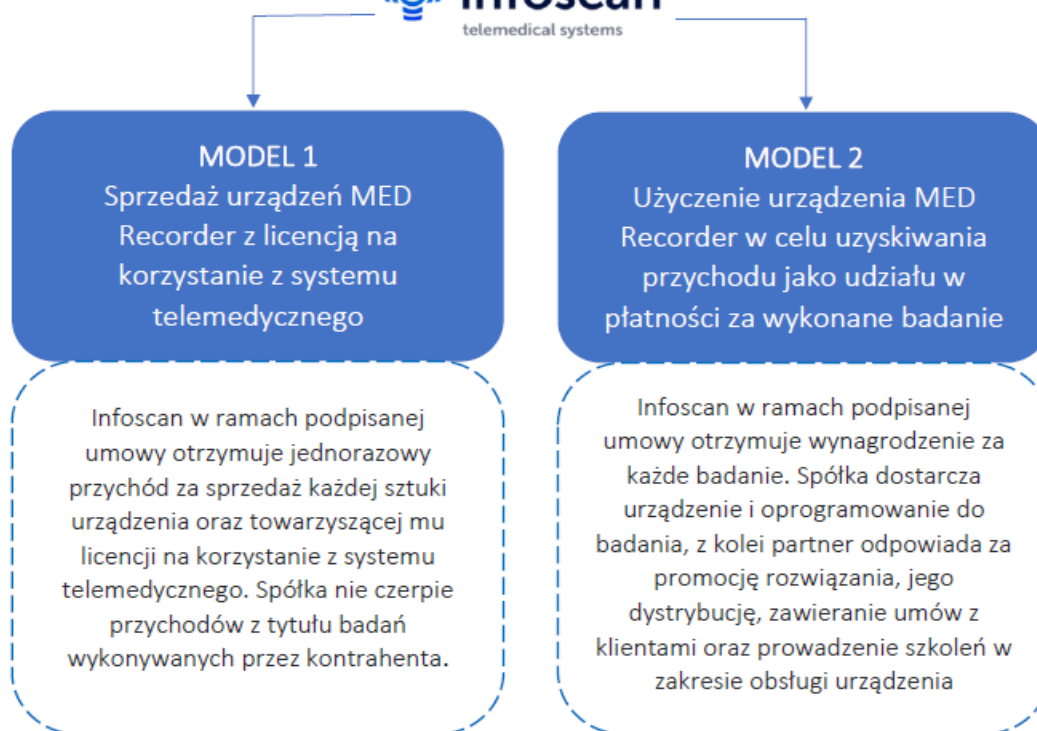 infoscan
telemedical systems
MODEL 1
Sprzedaż urządzeń MED
Recorder z licencją na
korzystanie z systemu
telemedycznego
Infoscan w ramach podpisanej
umowy otrzymuje jednorazowy
przychód za sprzedaż każdej sztuki
urządzenia oraz towarzyszącej mu
licencji na korzystanie z systemu
telemedycznego. Spółka nie czerpie
przychodów z tytułu badań
wykonywanych przez kontrahenta.
MODEL 2
Użyczenie urządzenia MED
Recorder w celu uzyskiwania
przychodu jako udziału w
płatności za wykonane badanie
Infoscan w ramach podpisanej
umowy otrzymuje wynagrodzenie za
każde badanie. Spółka dostarcza
urządzenie i oprogramowanie do
badania, z kolei partner odpowiada za
promocję rozwiązania, jego
dystrybucję, zawieranie umów z
klientami oraz prowadzenie szkoleń w
zakresie obsługi urządzenia